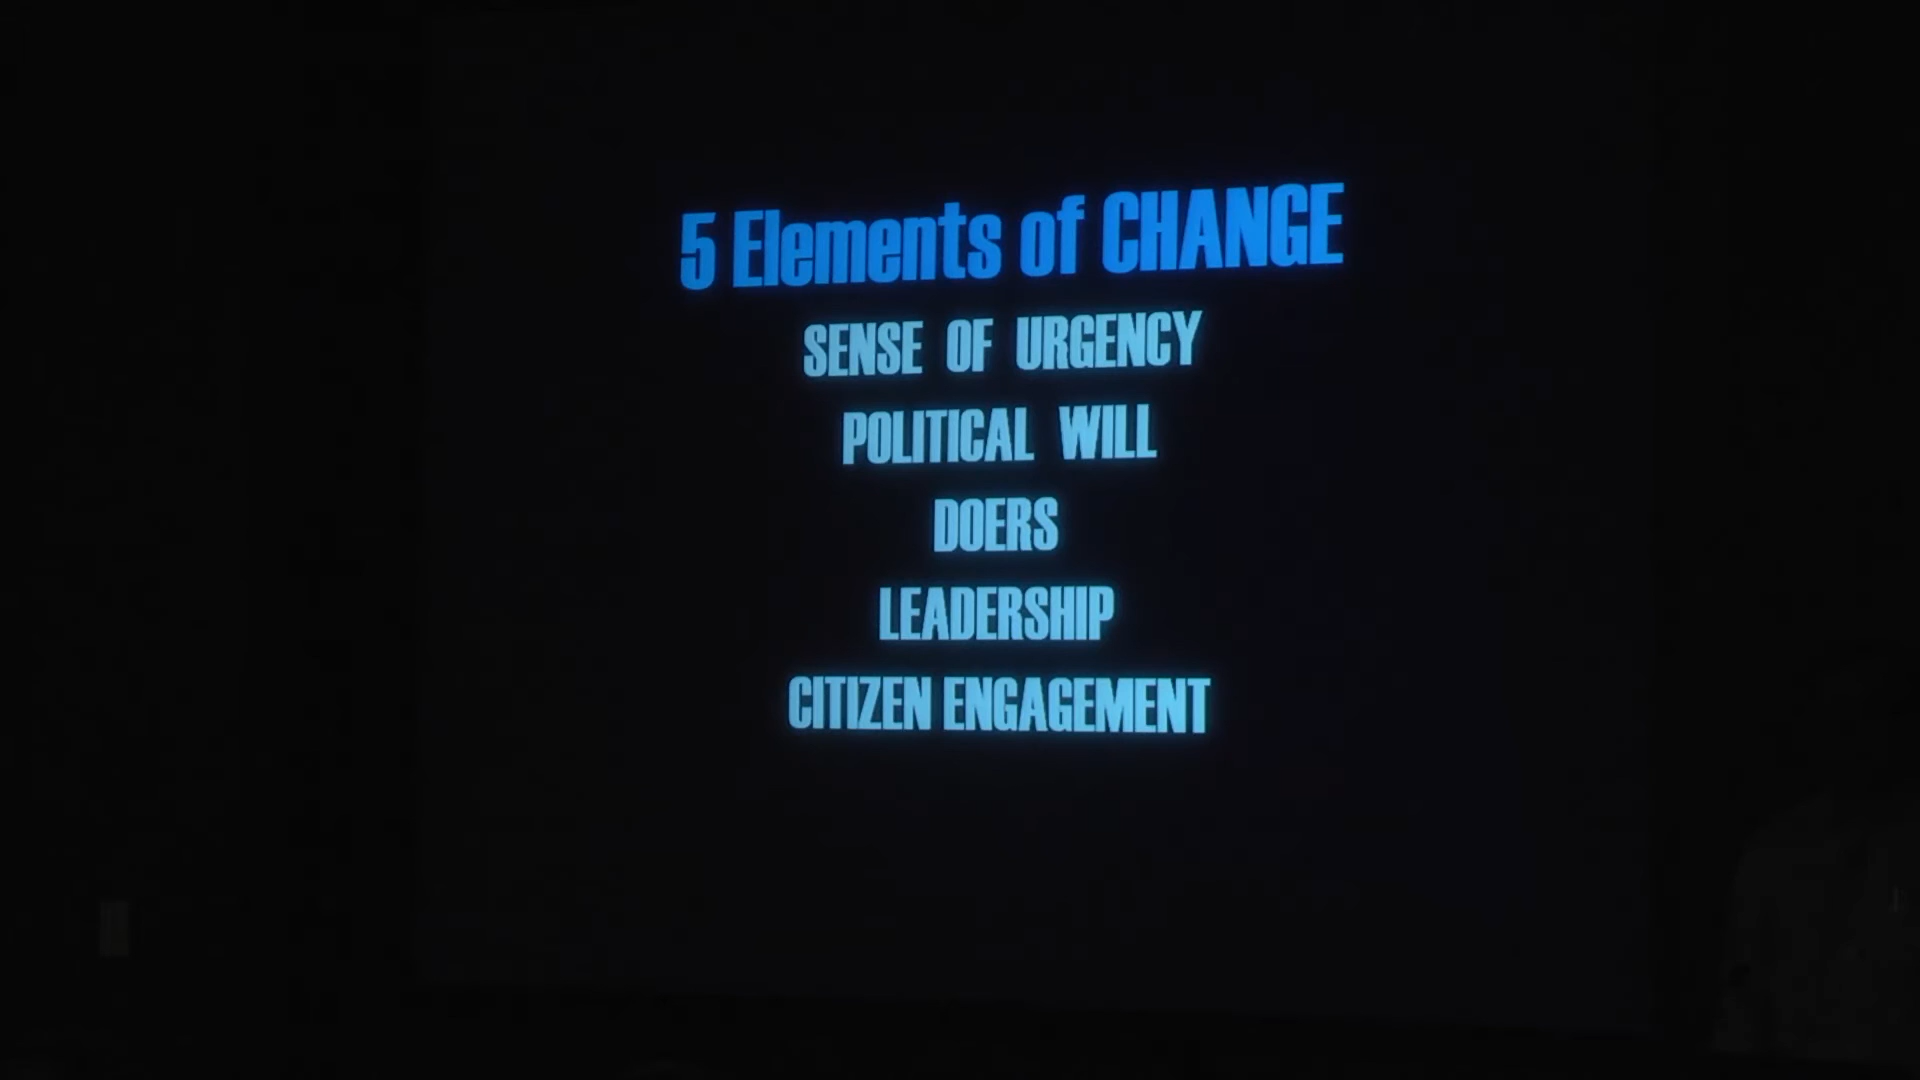 5 Elements of CHANGE
SENSE OF URGENCY
POLITICAL WILL
DOERS
LEADERSHIP
CITIZEN ENGAGEMENT